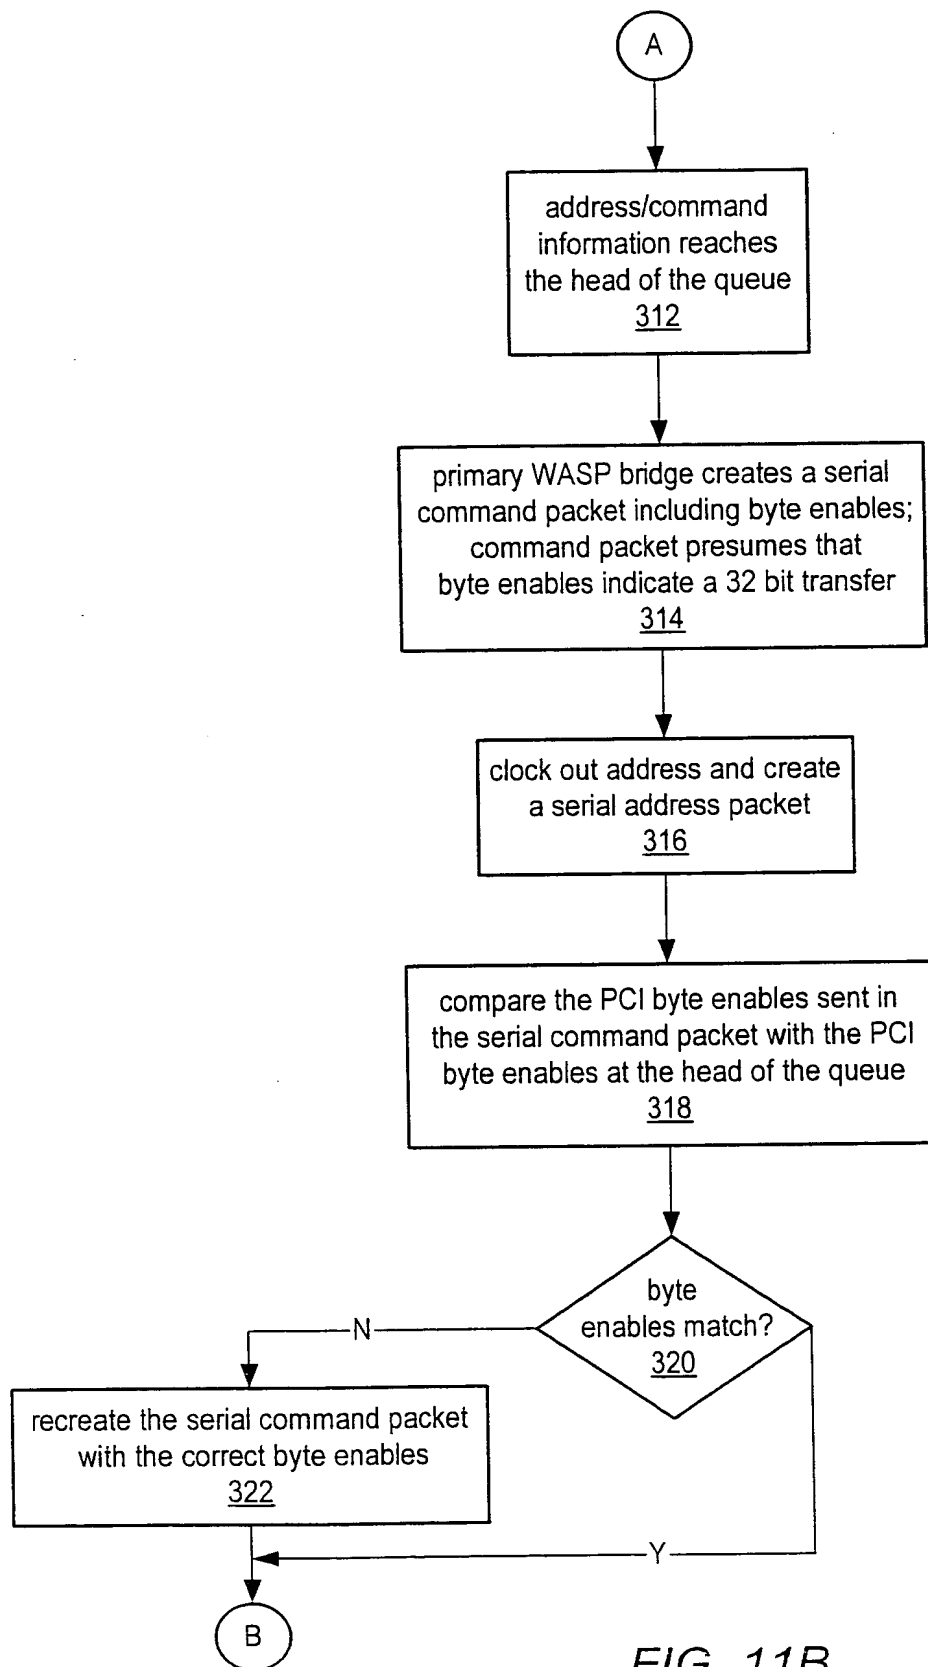 A
address/command
information reaches
the head of the queue
312
primary WASP bridge creates a serial
command packet including byte enables;
command packet presumes that
byte enables indicate a 32 bit transfer
314
clock out address and create
a serial address packet
316
compare the PCI byte enables sent in
the serial command packet with the PCI
byte enables at the head of the queue
318
byte
enables match?
320
N
recreate the serial command packet
with the correct byte enables
322
Y
B
FIG. 11B